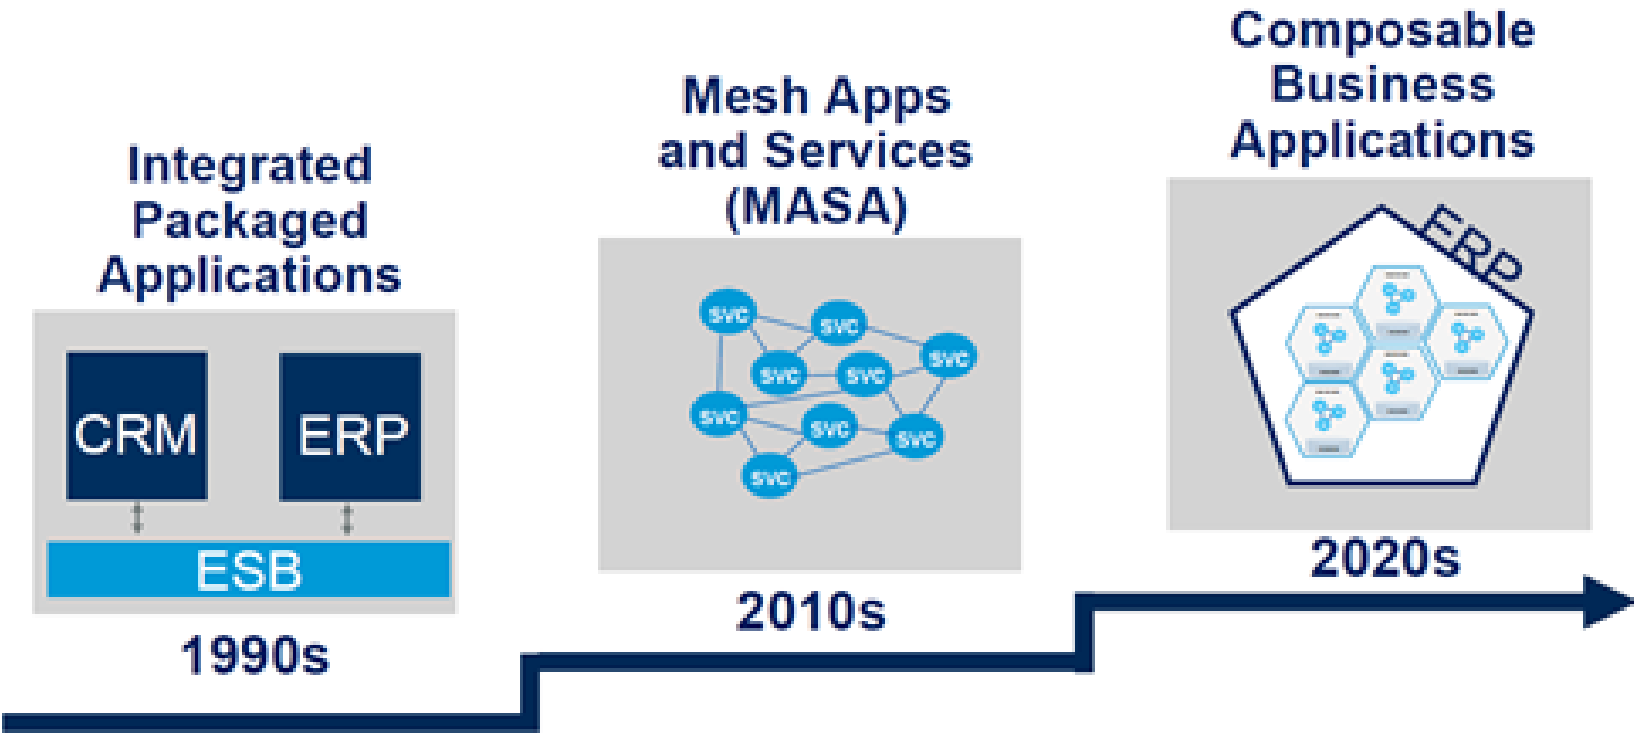 Integrated
Packaged
Applications
CRM
ERP
ESB
1990s
Mesh Apps
and Services
(MASA)
SVC
SVC
SVC
SVC
SVC
SVC
SVC
SVC
SVC
2010s
Composable
Business
Applications
ERP
2020s